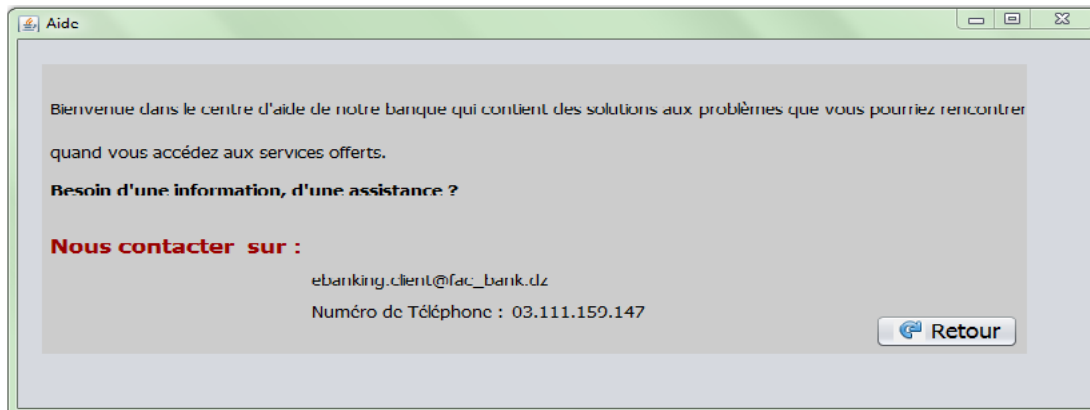 Aide
Bienvenue dans le centre d'aide de notre banque qui contient des solutions aux problèmes que vous pourriez rencontrer
quand vous accédez aux services offerts.
Besoin d'une information, d'une assistance ?
Nous contacter sur :
ebanking.client@fac_bank.dz
Numéro de Téléphone : 03.111.159.147
Retour